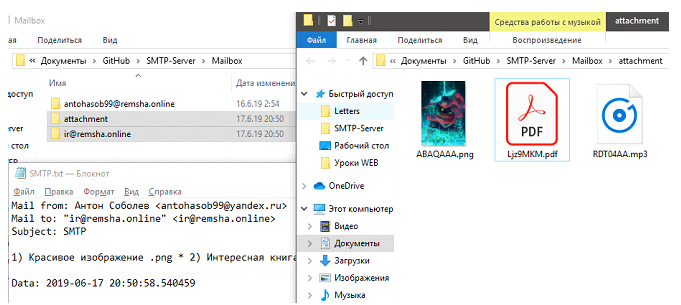 Mailbox
Поделиться
Вид
« Документы > GitHub > SMTP-Server > Mailbox
Имя
Дата изменени
antohasob99@remsha.online
16.6.19 2:54
attachment
17.6.19 20:50
ir@remsha.online
17.6.19 20:50
SMTP.txt — Блокнот
Файл Правка Формат Вид Справка
Mail from: Антон Соболев <antohasob99@yandex.ru>
Mail to: "ir@remsha.online" <ir@remsha.online>
Subject: SMTP
1) Красивое изображение .png * 2) Интересная книга
Data: 2019-06-17 20:50:58.540459
Средства работы с музыкой
attachment
Файл
Главная
Поделиться
Вид
Воспроизведение
« Документы > GitHub > SMTP-Server > Mailbox > attachment
Быстрый доступ
Letters
SMTP-Server
Рабочий стол
Уроки WEB
OneDrive
Этот компьютер
Видео
Документы
Загрузки
Изображения
Музыка
ABAQAAA.png
PDF
Ljz9MKM.pdf
RDT04AA.mp3